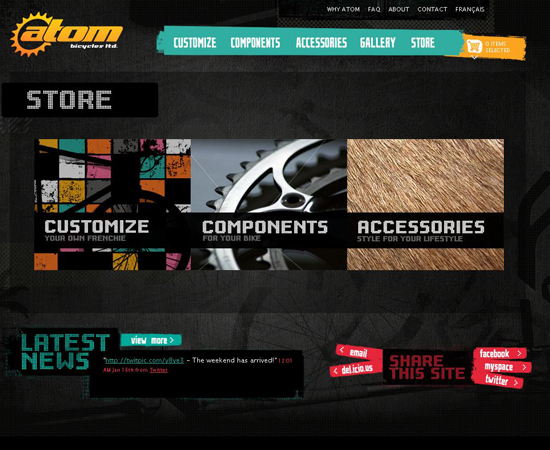 WHY ATOM FAQ ABOUT CONTACT FRANÇAIS
atom
bicycles ltd.
CUSTOMIZE COMPONENTS ACCESSORIES GALLERY STORE
0 ITEMS
SELECTED
STORE
CUSTOMIZE
YOUR OWN FRENCHIE
COMPONENTS
FOR YOUR BIKE
ACCESSORIES
STYLE FOR YOUR LIFESTYLE
LATEST
NEWS
view more >
"http://twitpic.com/y8ye3 – The weekend has arrived!" 12:01
AM Jan 15th from Twitter
< email
< del.icio.us
SHARE
THIS SITE
facebook >
myspace >
twitter >